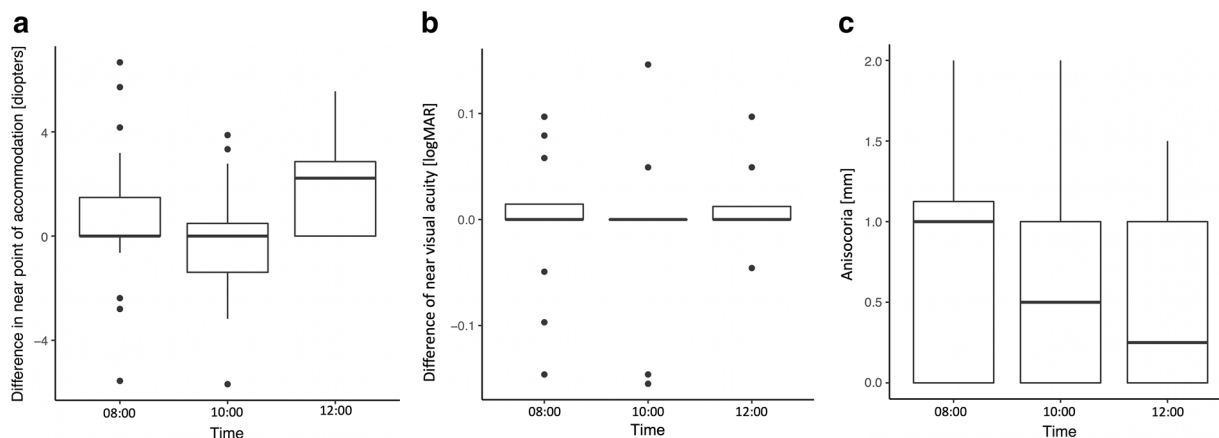 a
Difference in near point of accommodation [diopters]
4
0
−4
08:00 10:00 12:00
Time
b
Difference of near visual acuity [logMAR]
0.1
0.0
−0.1
08:00 10:00 12:00
Time
c
Anisocoria [mm]
2.0
1.5
1.0
0.5
0.0
08:00 10:00 12:00
Time